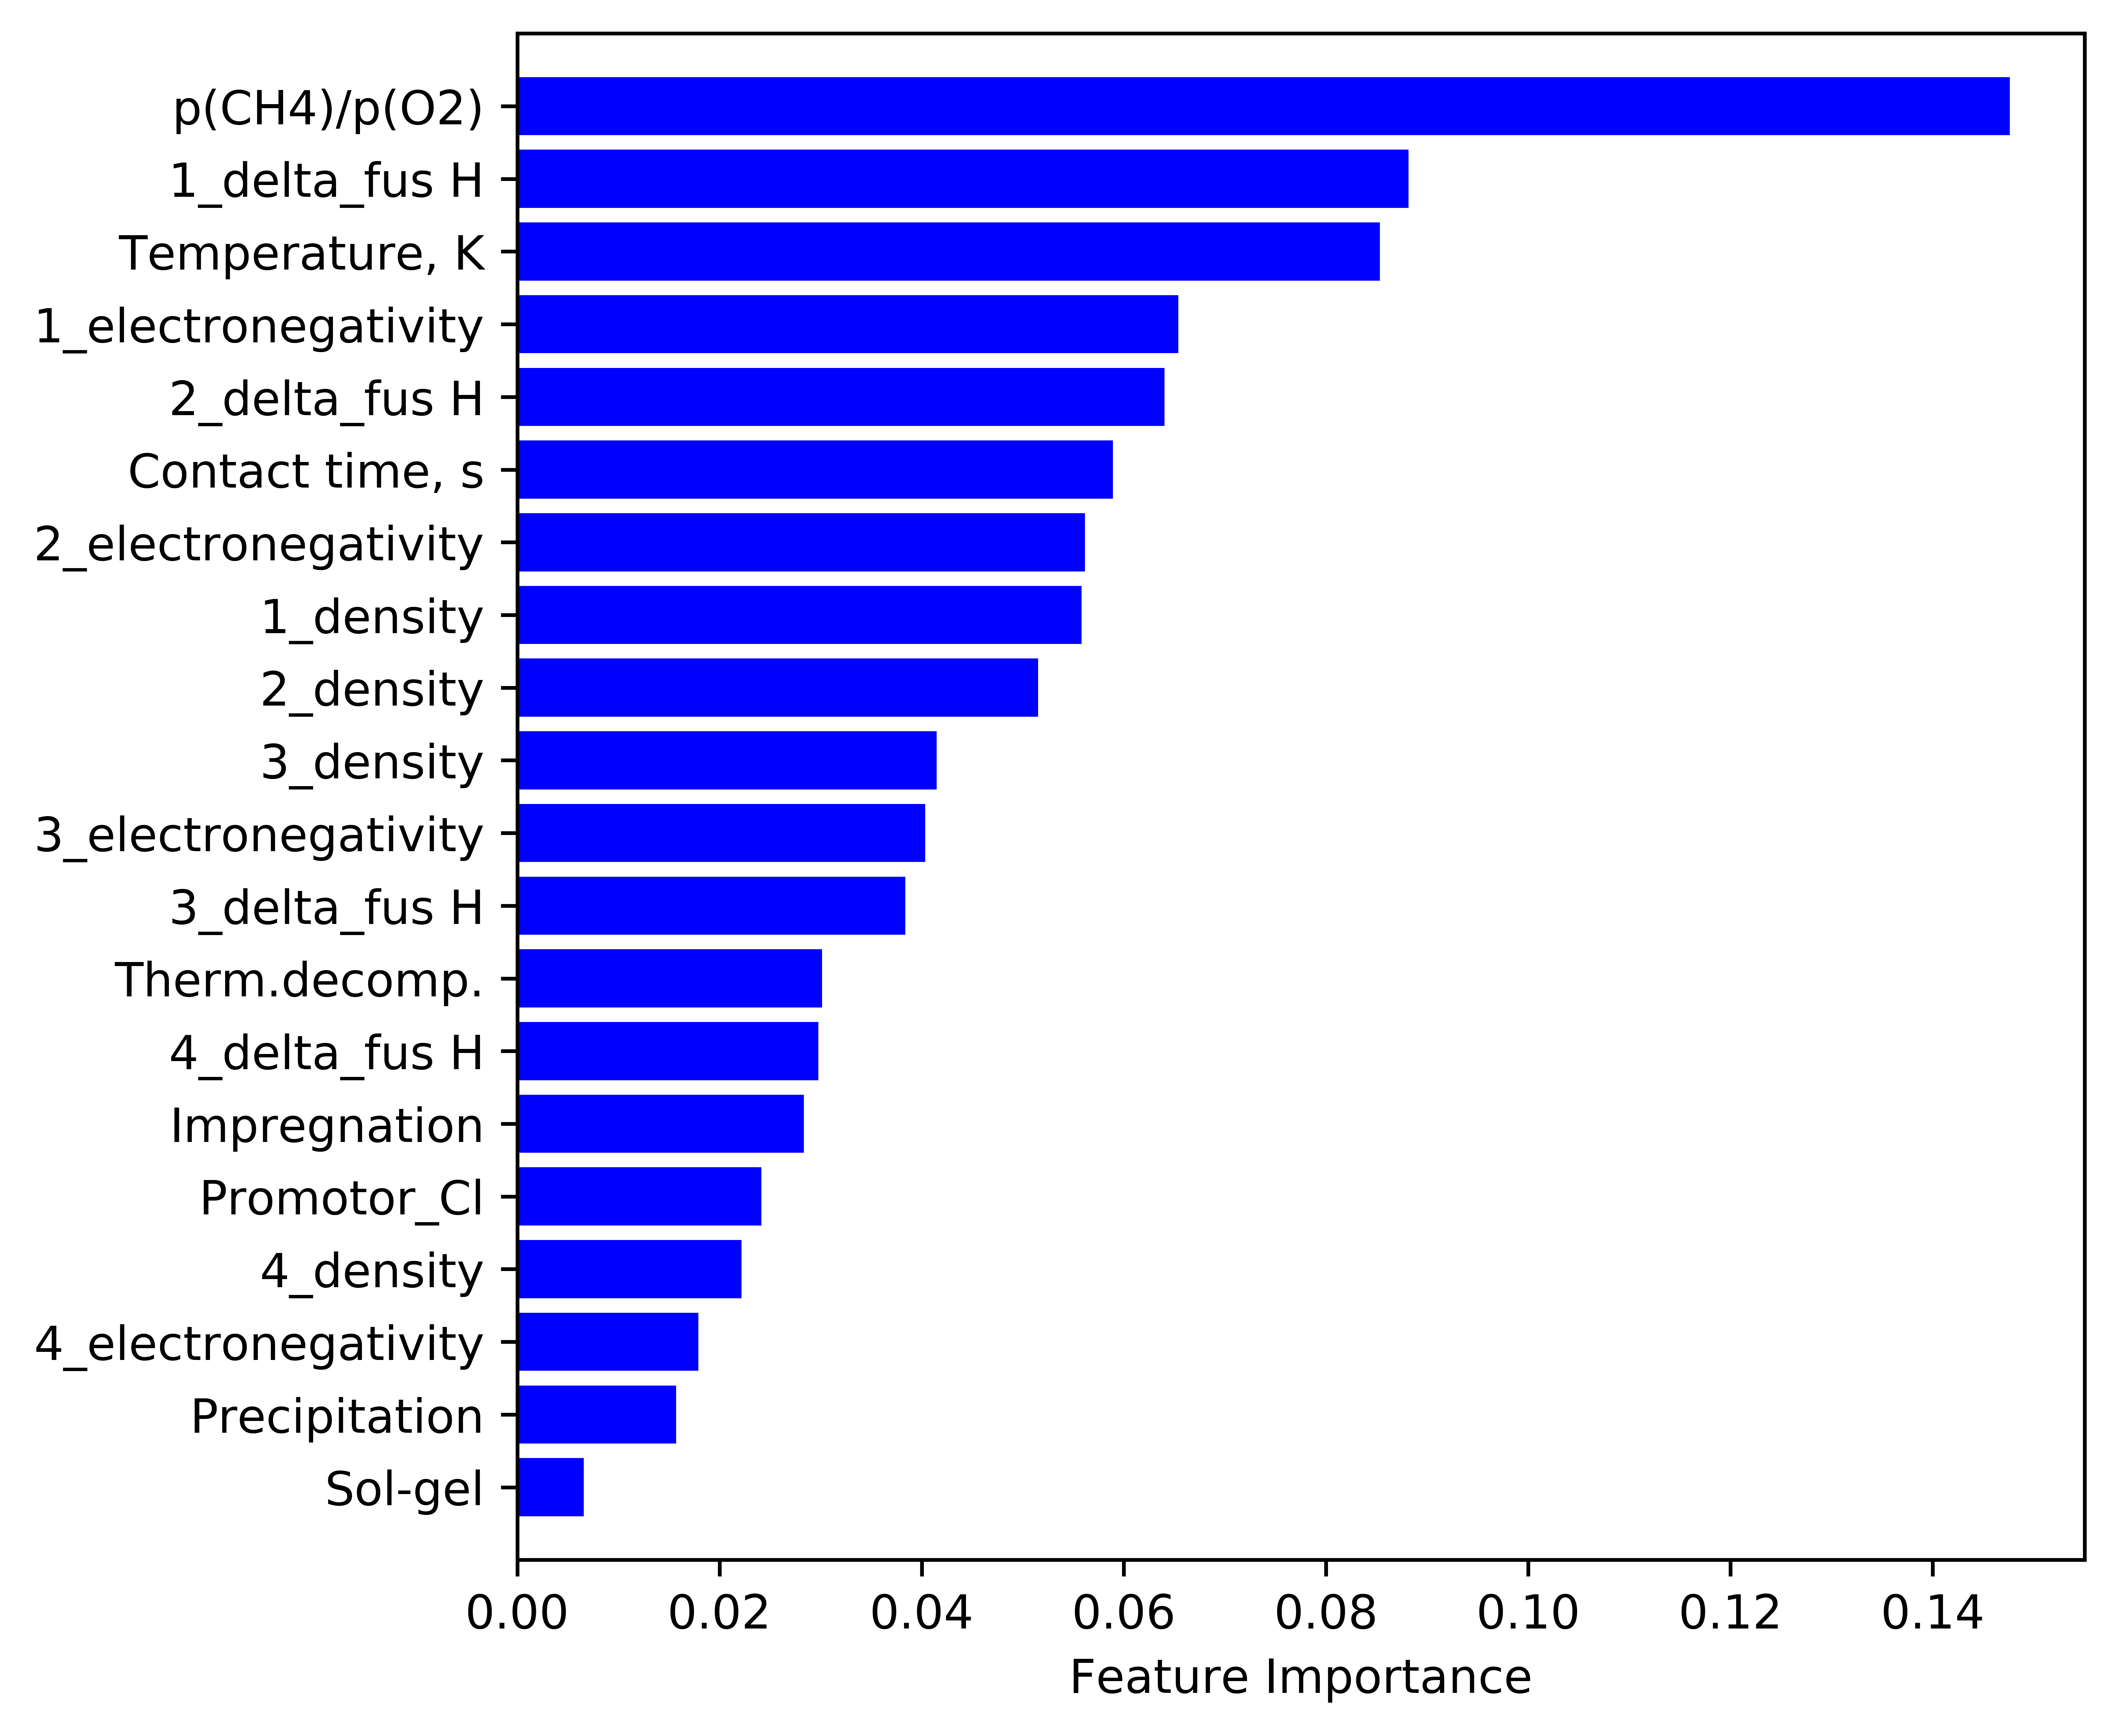 p(CH4)/p(O2)
1_delta_fus H
Temperature, K
1_electronegativity
2_delta_fus H
Contact time, s
2_electronegativity
1_density
2_density
3_density
3_electronegativity
3_delta_fus H
Therm.decomp.
4_delta_fus H
Impregnation
Promotor_Cl
4_density
4_electronegativity
Precipitation
Sol-gel
0.00 0.02 0.04 0.06 0.08 0.10 0.12 0.14
Feature Importance